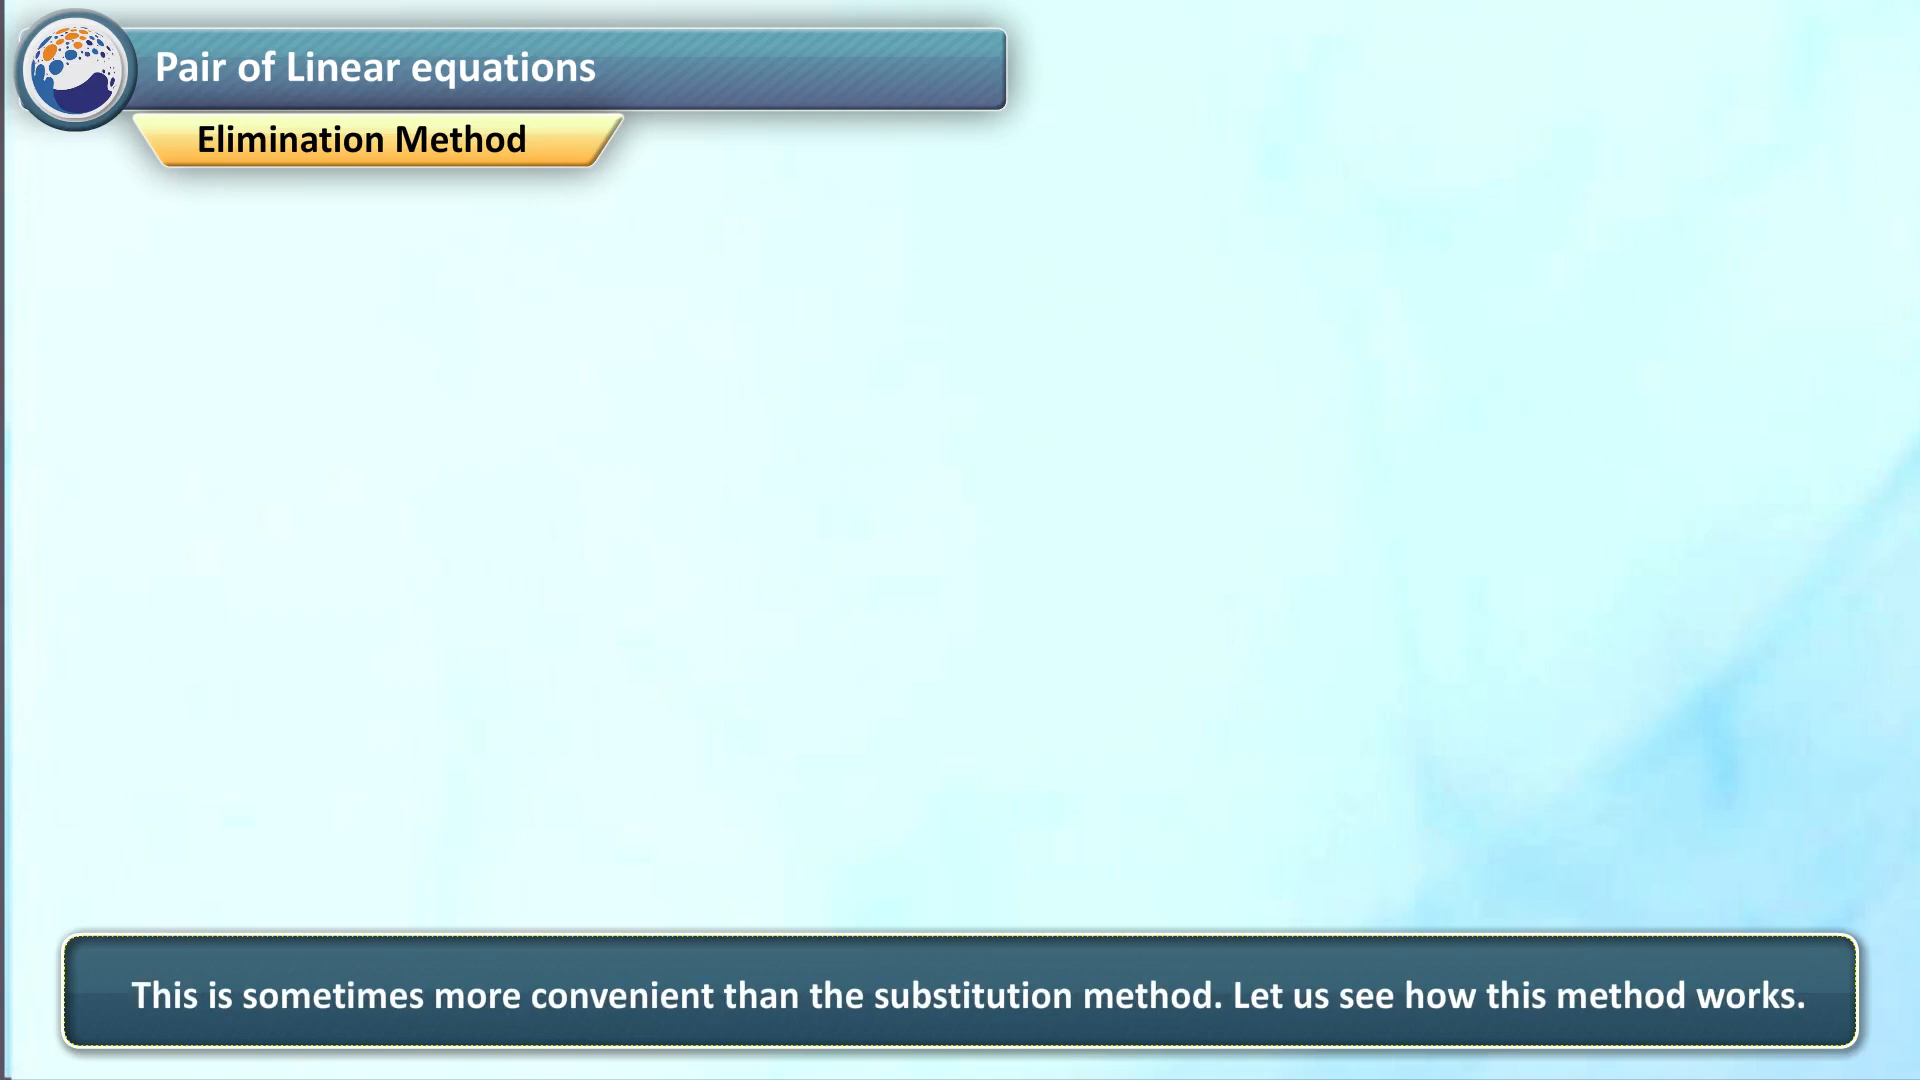 Pair of Linear equations
Elimination Method
This is sometimes more convenient than the substitution method. Let us see how this method works.